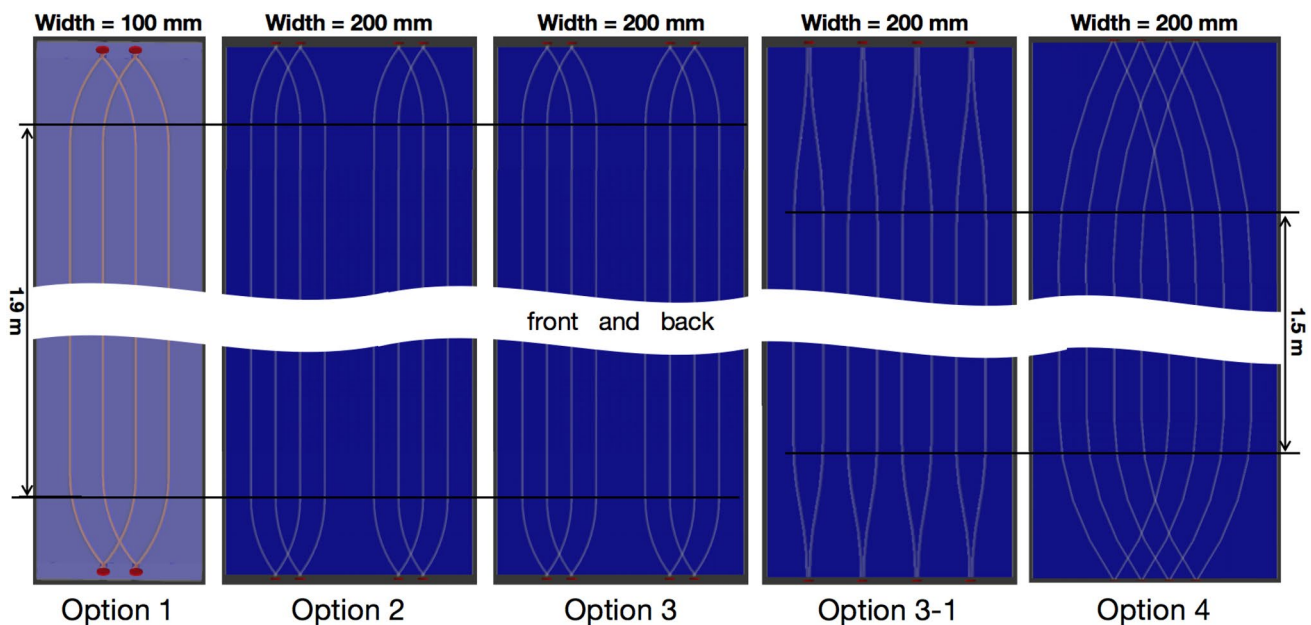 Width = 100 mm
Width = 200 mm
Width = 200 mm
Width = 200 mm
Width = 200 mm
1.9 m
front and back
1.5 m
Option 1
Option 2
Option 3
Option 3-1
Option 4